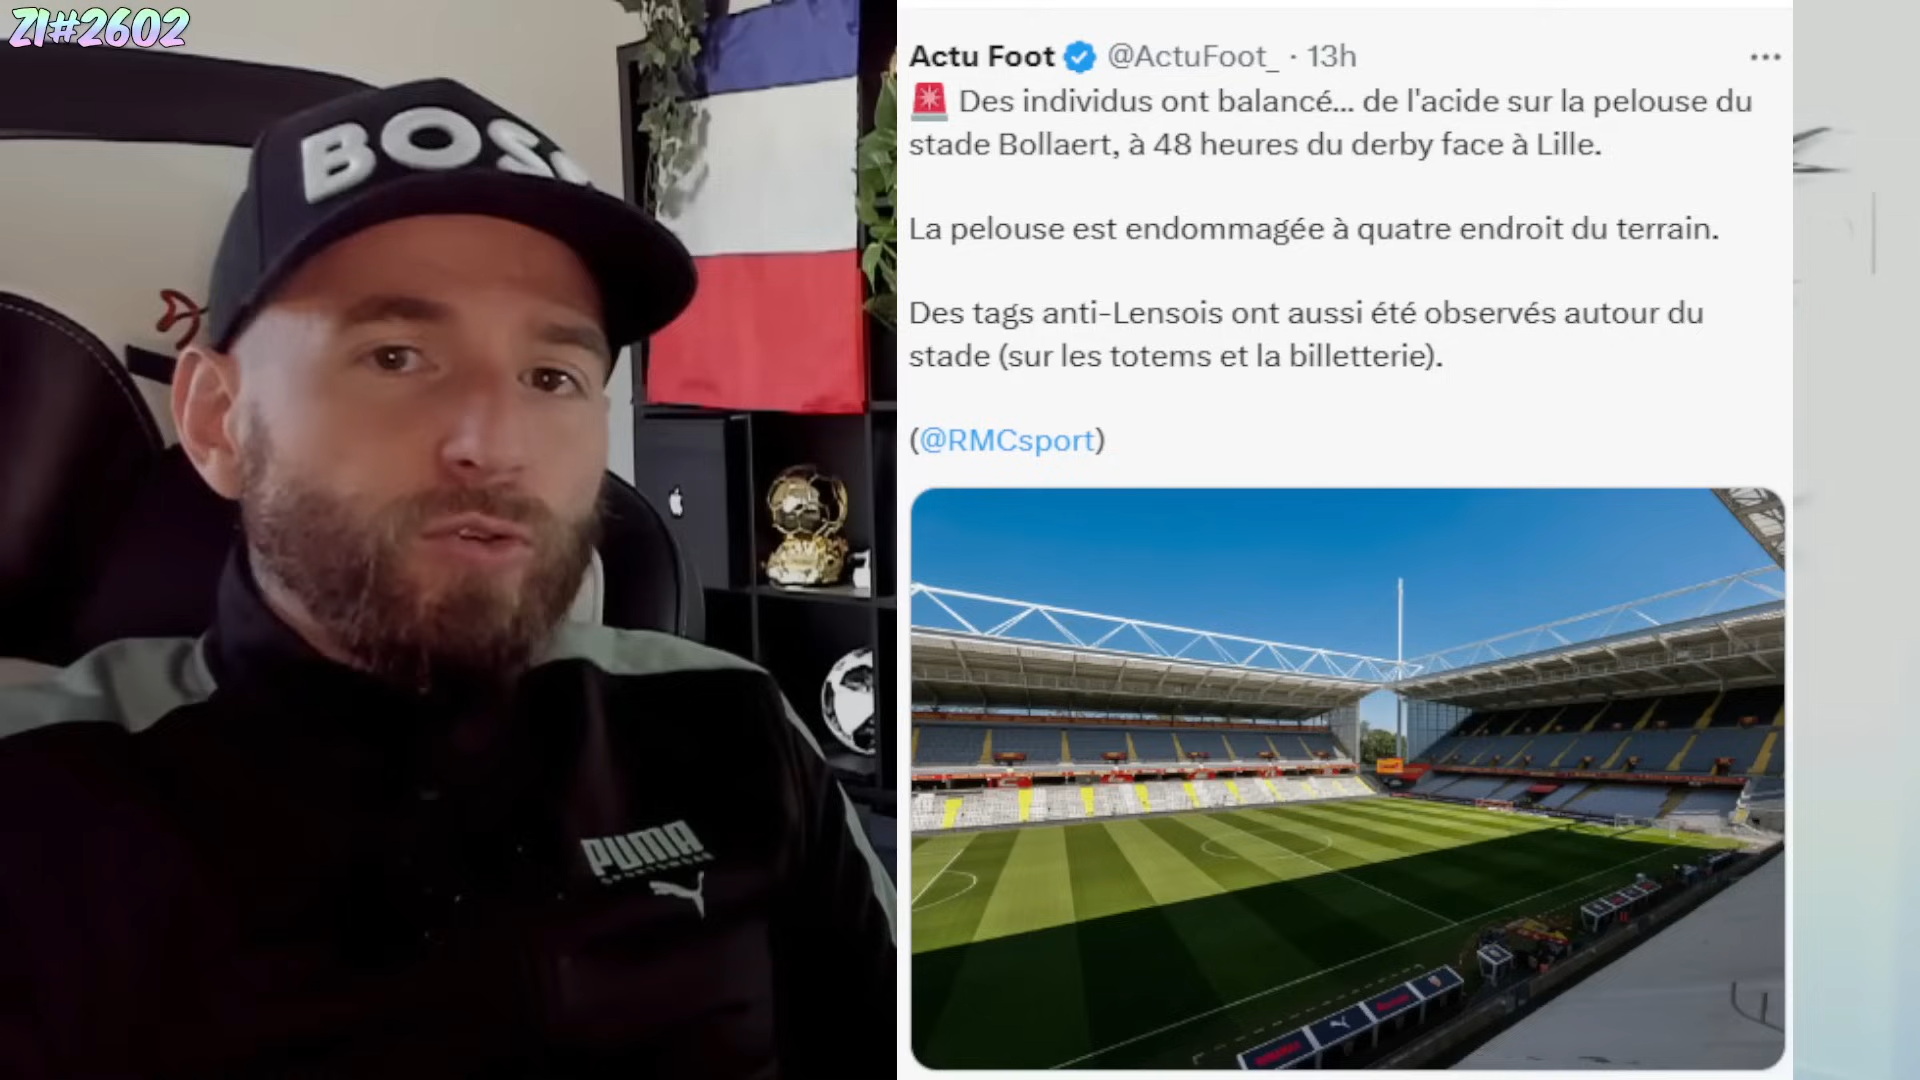 ZI#2602
BOSS
PUMA
Actu Foot @ActuFoot_ · 13h
Des individus ont balancé... de l'acide sur la pelouse du
stade Bollaert, à 48 heures du derby face à Lille.
La pelouse est endommagée à quatre endroit du terrain.
Des tags anti-Lensois ont aussi été observés autour du
stade (sur les totems et la billetterie).
(@RMCsport)